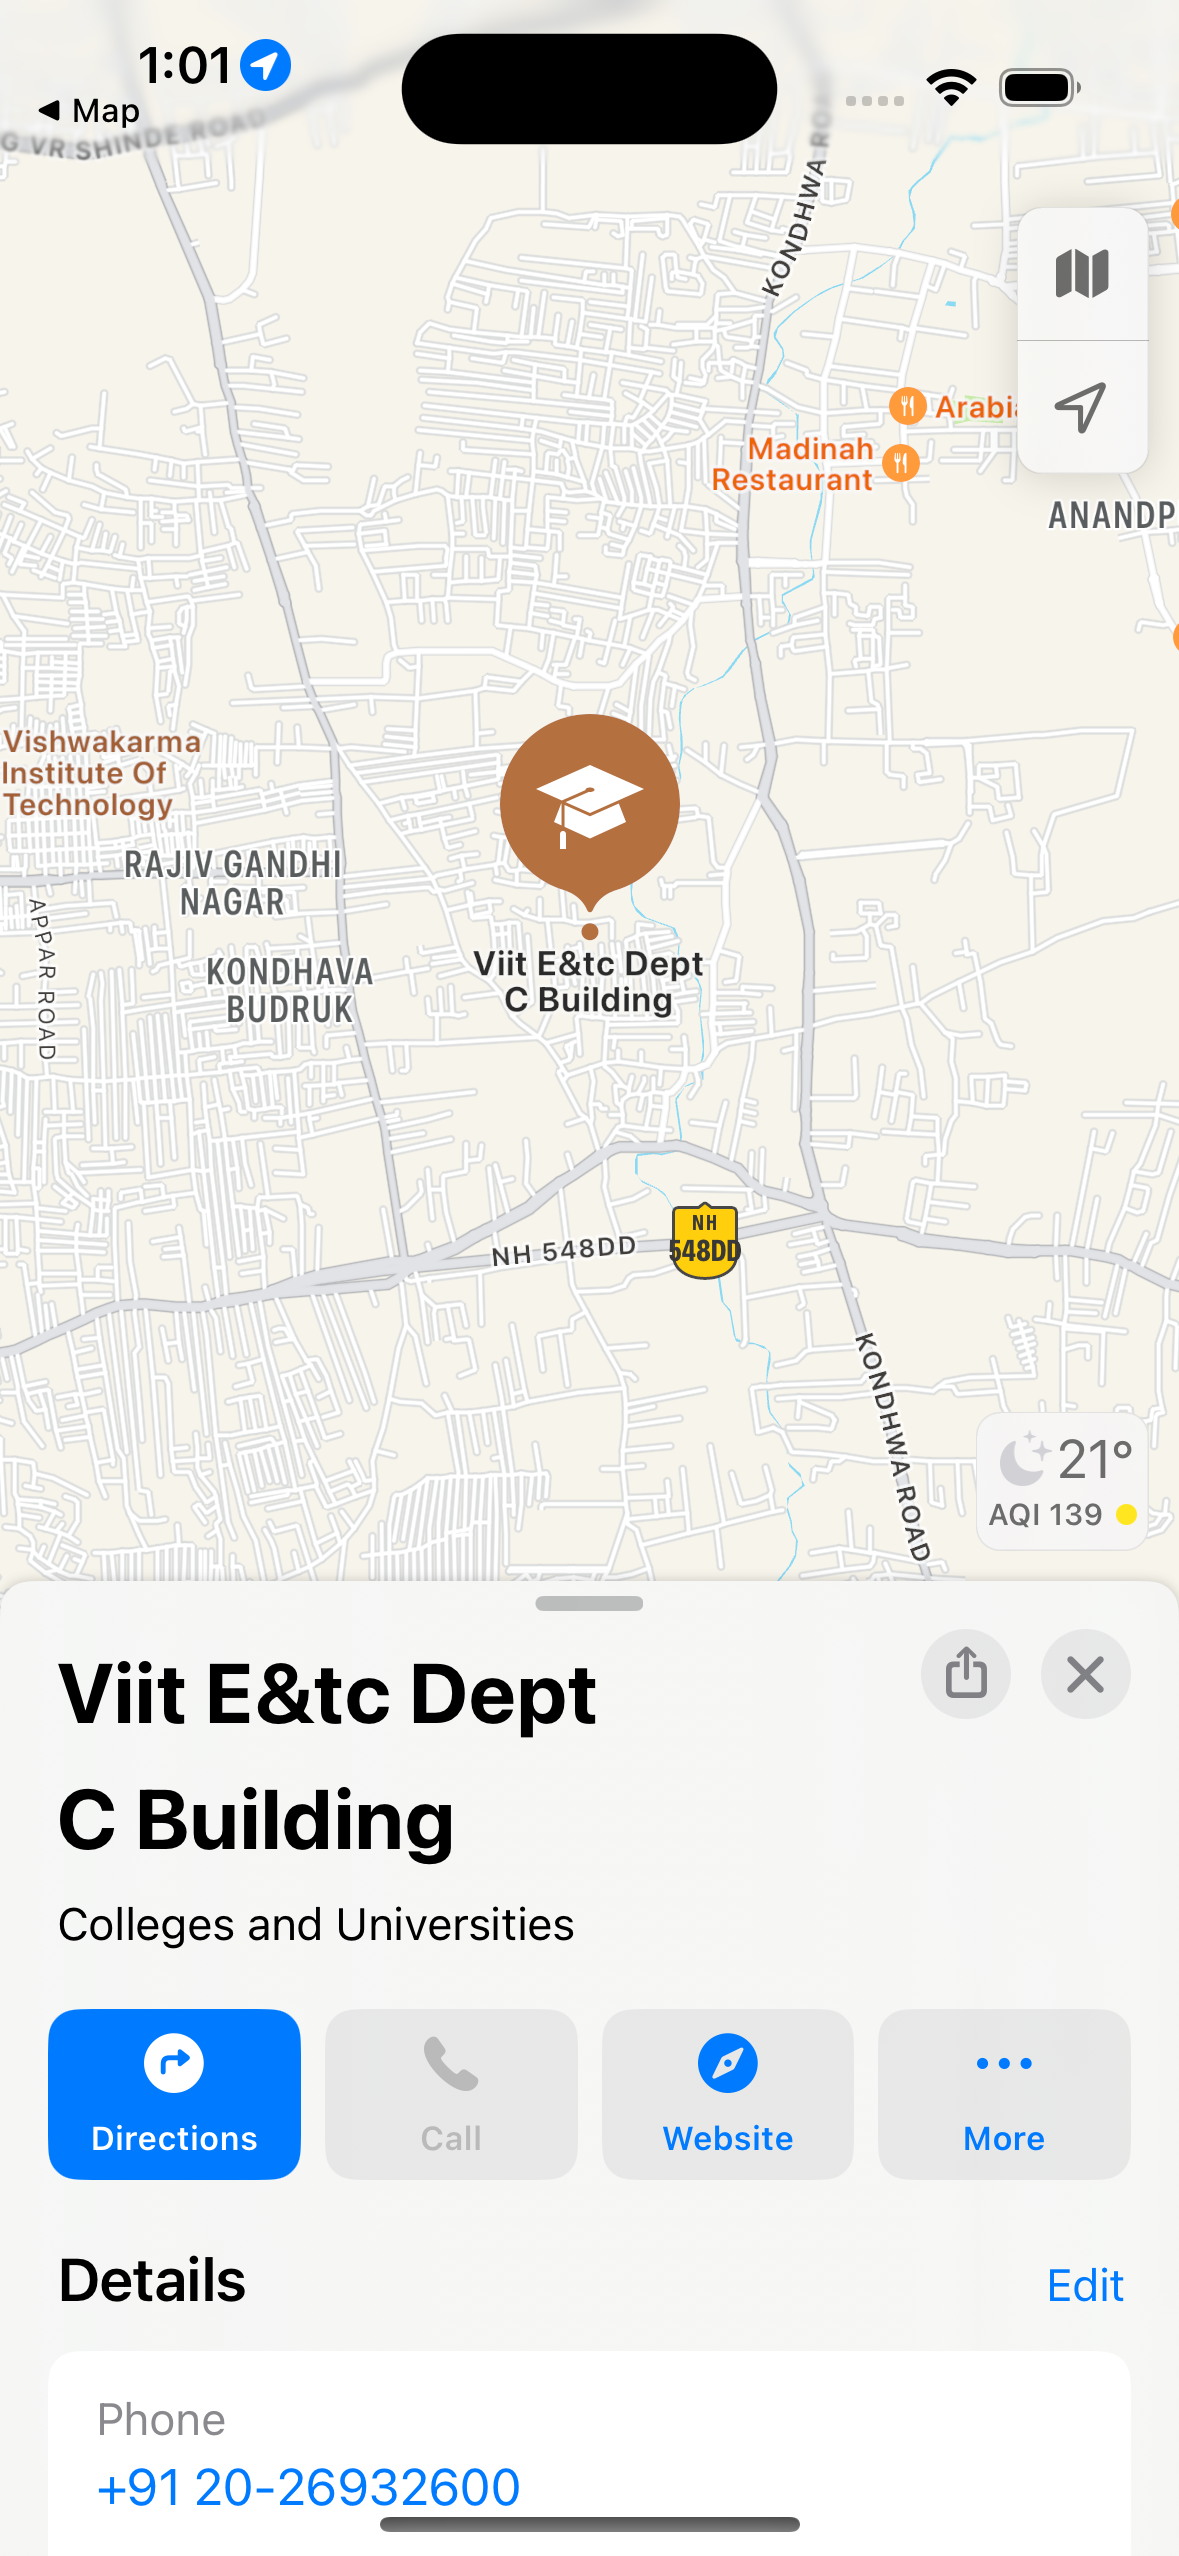 1:01
Map
G VR SHINDE ROAD
KONDHWA ROAD
Madinah
Restaurant
Arabia
ANANDP
Vishwakarma
Institute Of
Technology
RAJIV GANDHI
NAGAR
APPAR ROAD
KONDHAVA
BUDRUK
Viit E&tc Dept
C Building
NH 548DD
NH
548DD
KONDHWA ROAD
21°
AQI 139
Viit E&tc Dept
C Building
Colleges and Universities
Directions
Call
Website
More
Details
Edit
Phone
+91 20-26932600